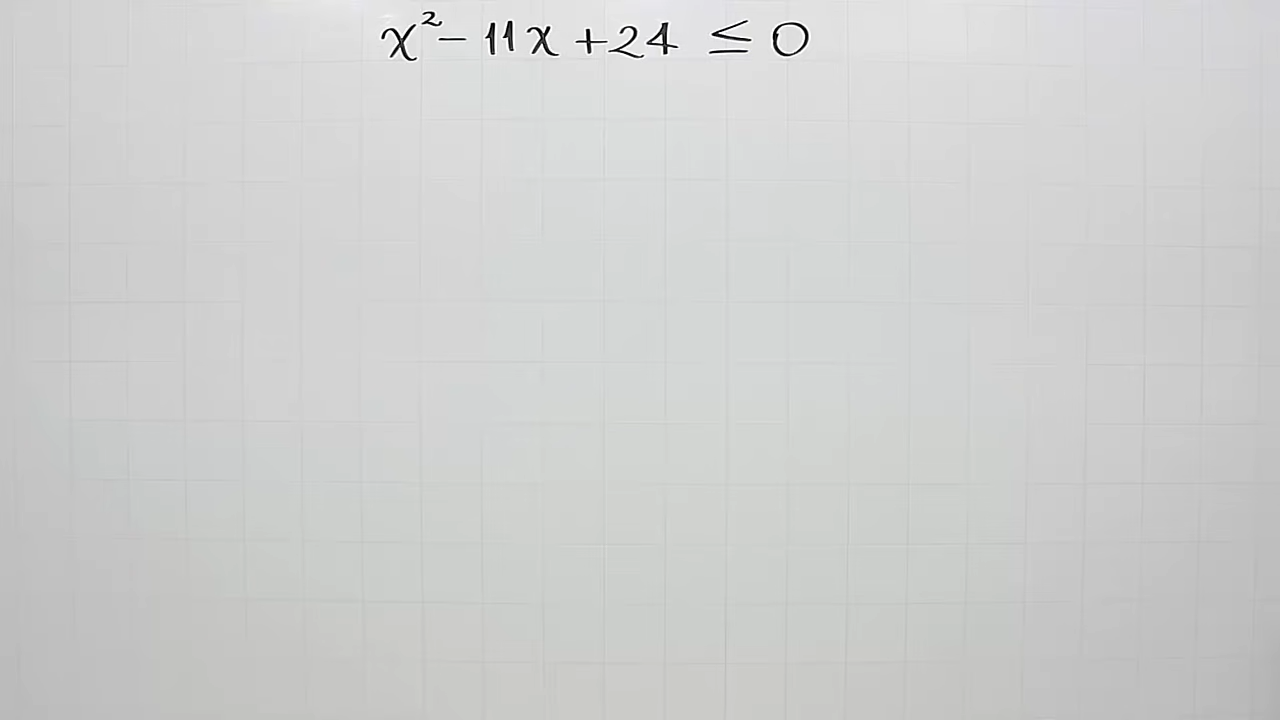 x² - 11x + 24 ≤ 0